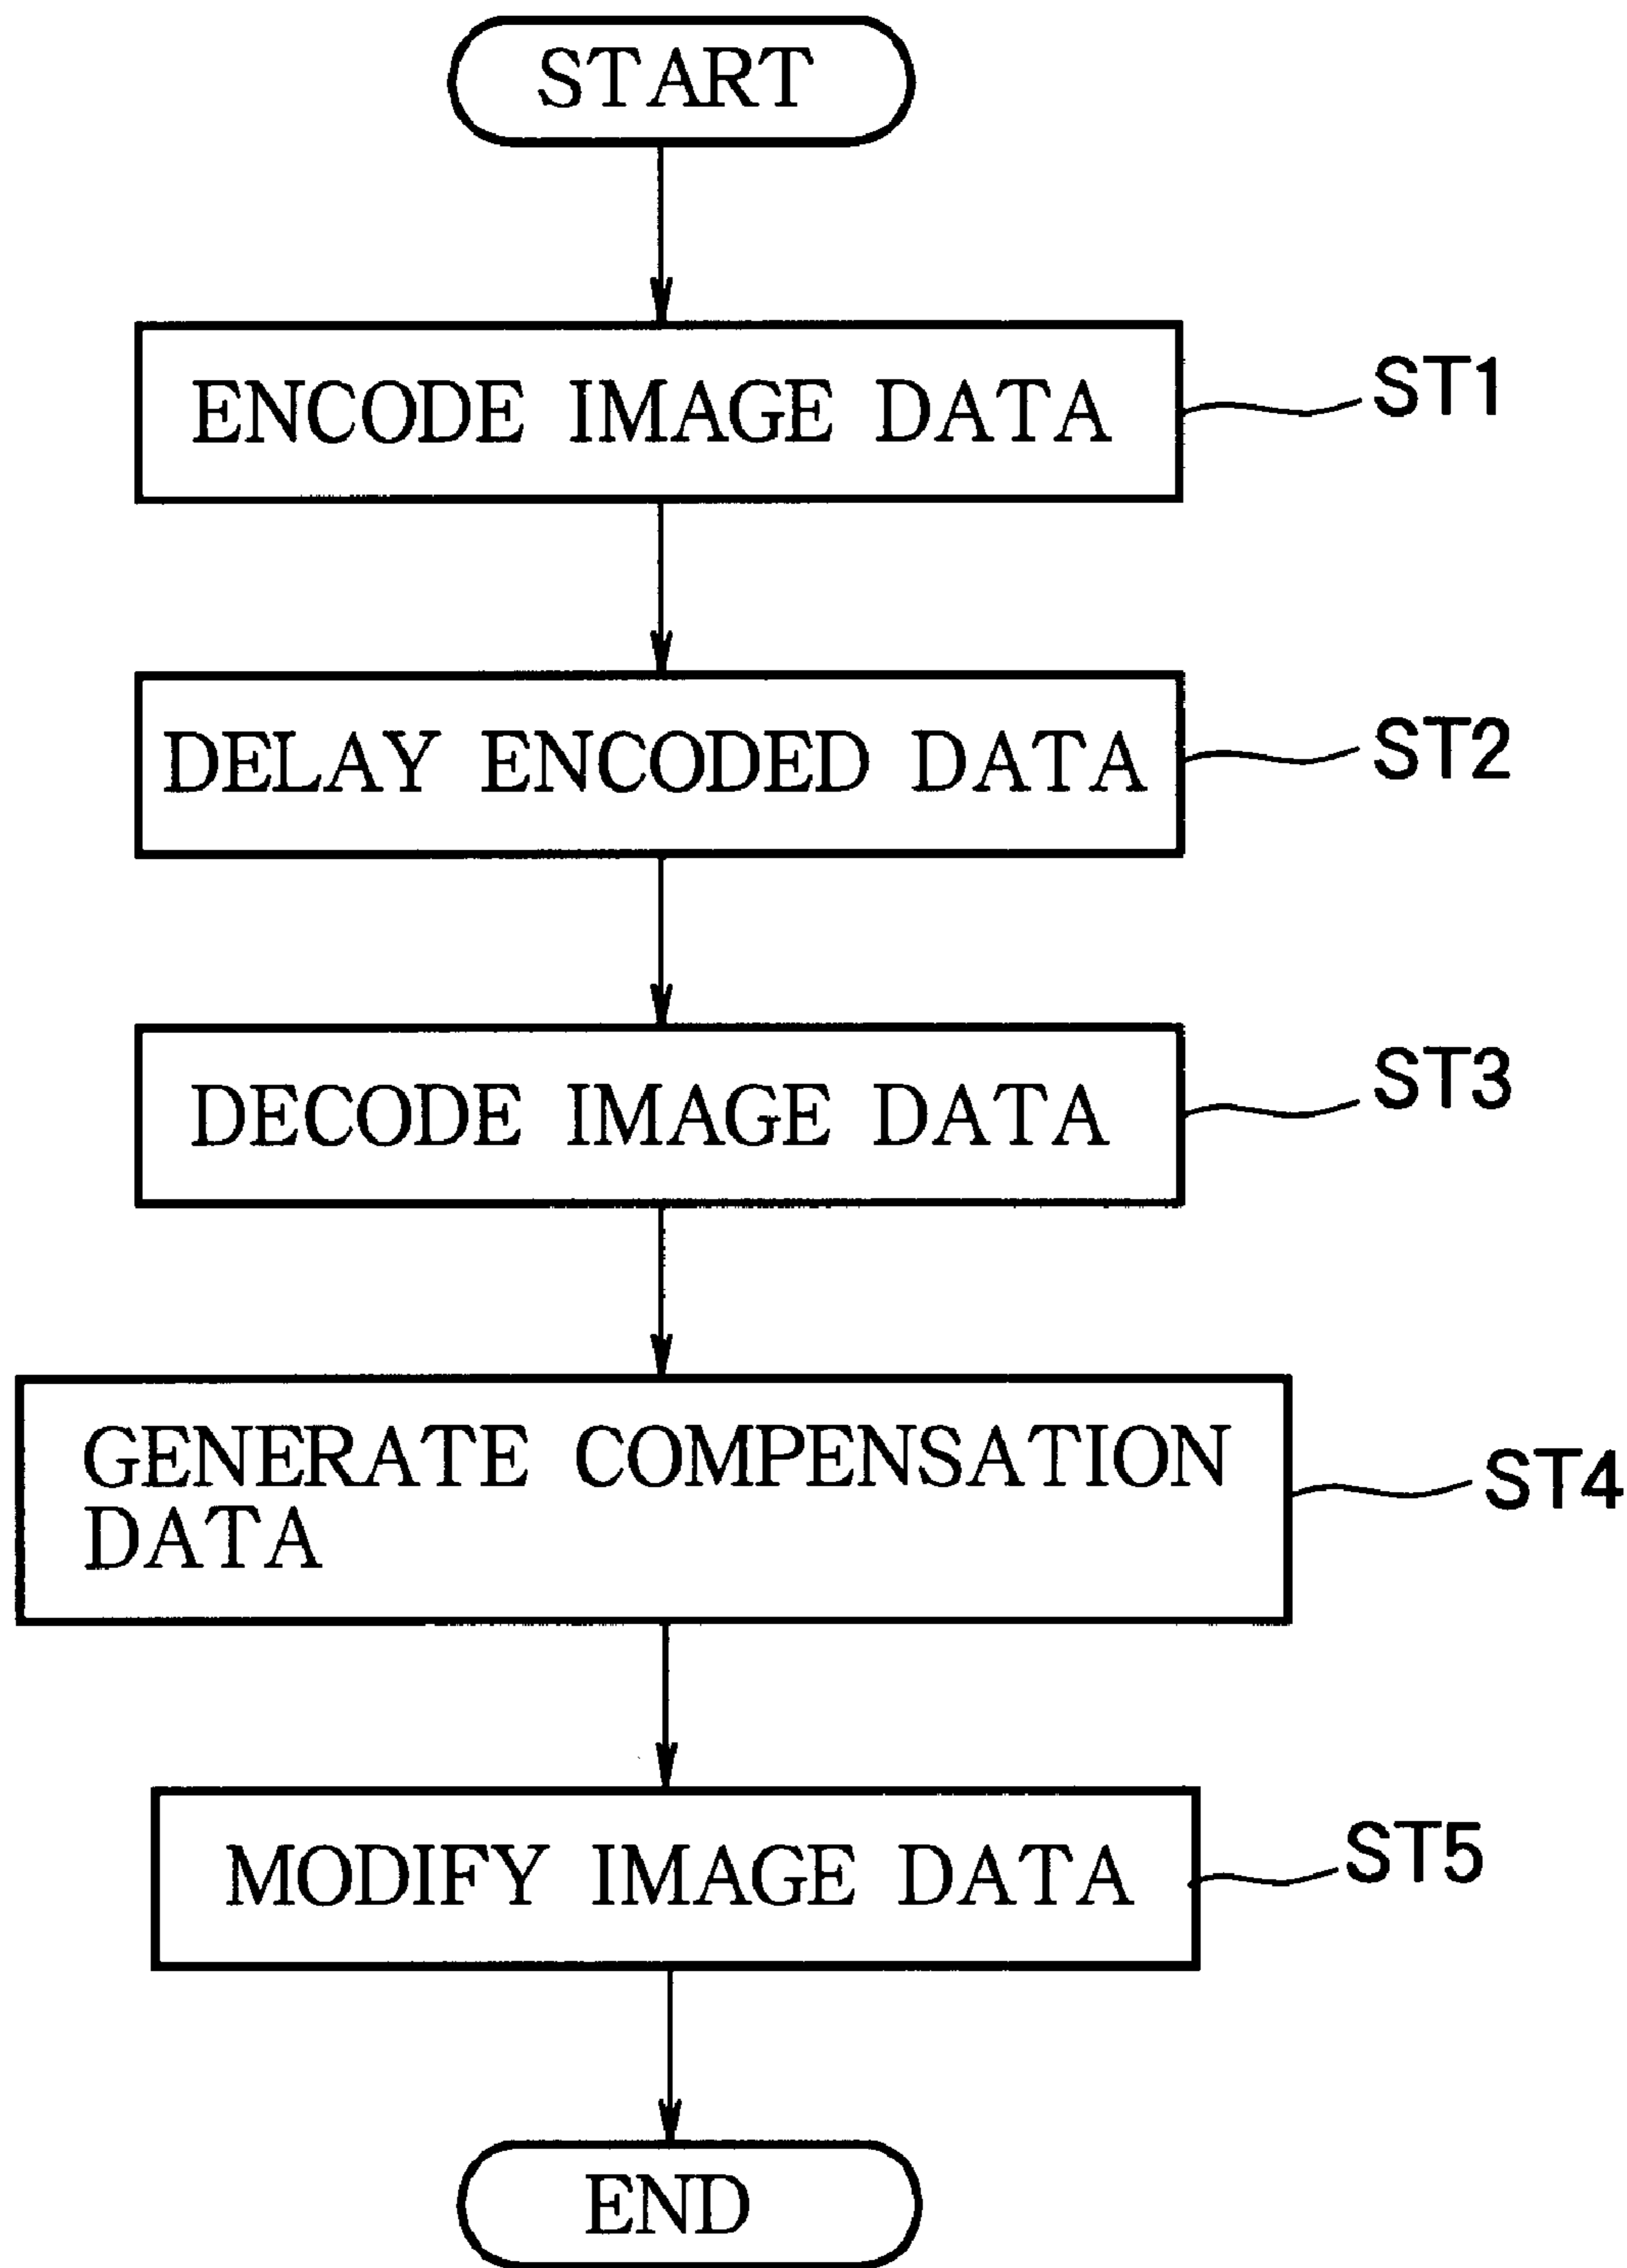 START
ENCODE IMAGE DATA
ST1
DELAY ENCODED DATA
ST2
DECODE IMAGE DATA
ST3
GENERATE COMPENSATION
DATA
ST4
MODIFY IMAGE DATA
ST5
END